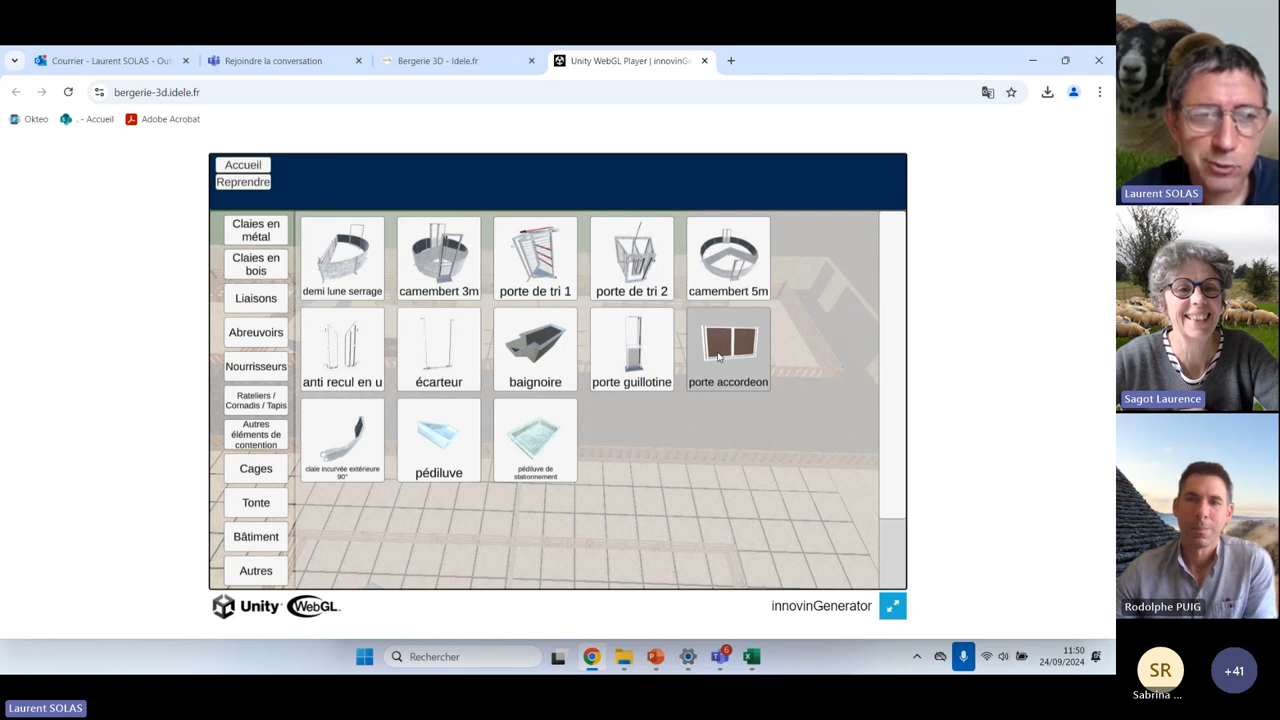 Courrier - Laurent SOLAS - Out
Rejoindre la conversation
Bergerie 3D - Idele.fr
Unity WebGL Player | innovinGe
bergerie-3d.idele.fr
Okteo
. - Accueil
Adobe Acrobat
Accueil
Reprendre
Claies en
métal
Claies en
bois
Liaisons
Abreuvoirs
Nourrisseurs
Rateliers /
Cornadis / Tapis
Autres
éléments de
contention
Cages
Tonte
Bâtiment
Autres
demi lune serrage
camembert 3m
porte de tri 1
porte de tri 2
camembert 5m
anti recul en u
écarteur
baignoire
porte guillotine
porte accordeon
claie incurvée extérieure
90°
pédiluve
pédiluve de
stationnement
Unity
WebGL
innovinGenerator
Rechercher
6
11:50
24/09/2024
Laurent SOLAS
Sagot Laurence
Rodolphe PUIG
SR
Sabrina ...
+41
Laurent SOLAS